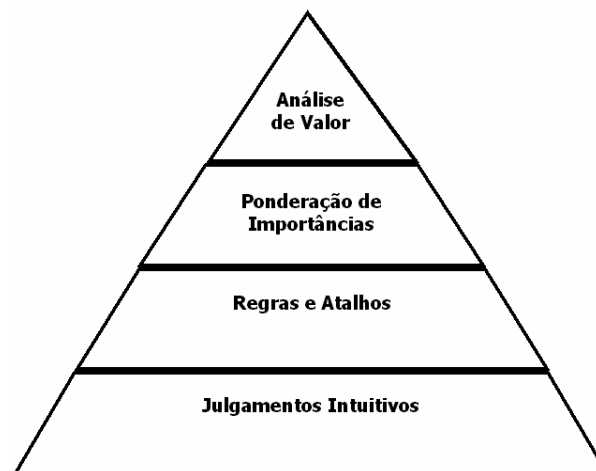 Análise
de Valor
Ponderação de
Importâncias
Regras e Atalhos
Julgamentos Intuitivos